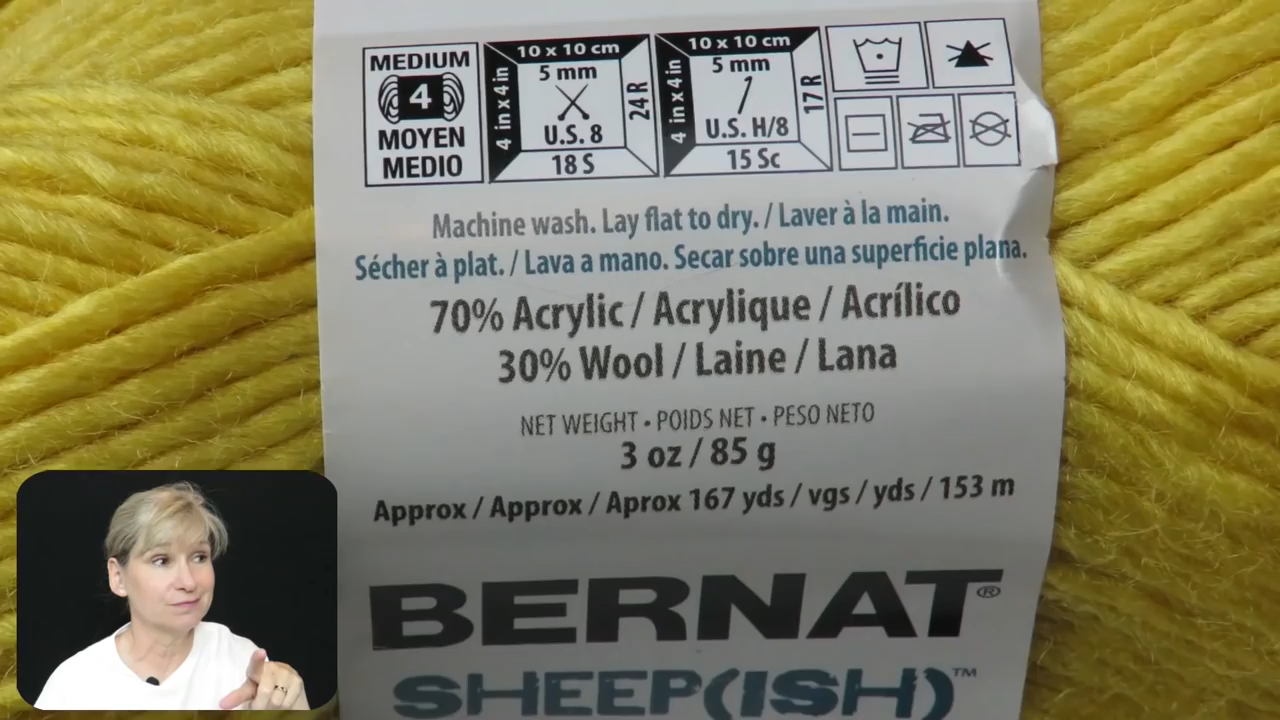 MEDIUM
4
MOYEN
MEDIO
10 x 10 cm
4 in x 4 in
5 mm
U.S. 8
24 R
18 S
10 x 10 cm
4 in x 4 in
5 mm
U.S. H/8
17 R
15 Sc
Machine wash. Lay flat to dry. / Laver à la main.
Sécher à plat. / Lava a mano. Secar sobre una superficie plana.
70% Acrylic / Acrylique / Acrílico
30% Wool / Laine / Lana
NET WEIGHT • POIDS NET • PESO NETO
3 oz / 85 g
Approx / Approx / Aprox 167 yds / vgs / yds / 153 m
BERNAT®
SHEEP(ISH)™